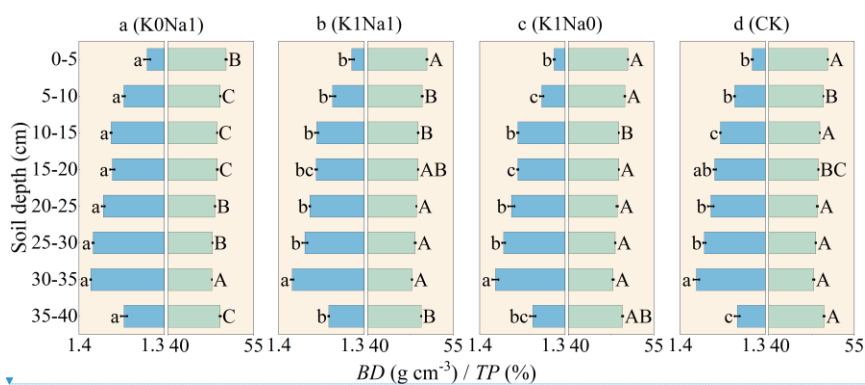 a (K0Na1) b (K1Na1) c (K1Na0) d (CK)
0-5 a B b A b A b A
5-10 a C b B c A b B
10-15 a C b B b B c A
15-20 a C bc AB b A ab BC
20-25 a B b A b A b A
25-30 a B b A b A b A
30-35 a A a A a A a A
35-40 a C b B bc AB c A
Soil depth (cm)
1.4 1.3 40 55 1.4 1.3 40 55 1.4 1.3 40 55 1.4 1.3 40 55
BD (g cm⁻³) / TP (%)